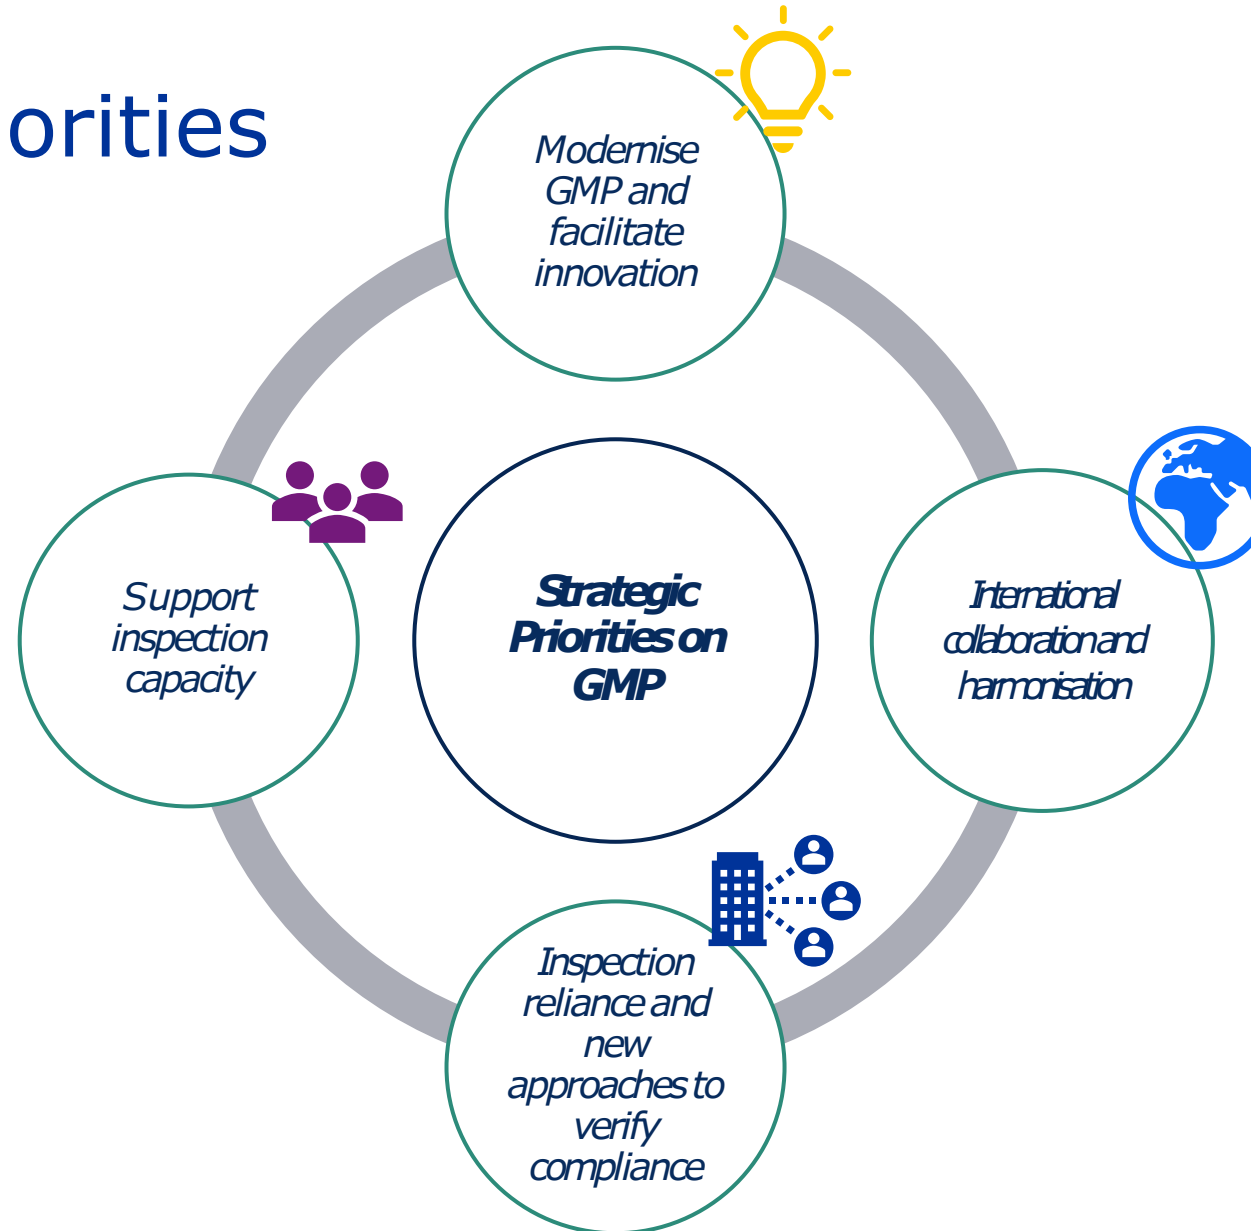 orities
Modernise
GMP and
facilitate
innovation
Support
inspection
capacity
Strategic
Priorities on
GMP
International
collaboration and
harmonisation
Inspection
reliance and
new
approaches to
verify
compliance